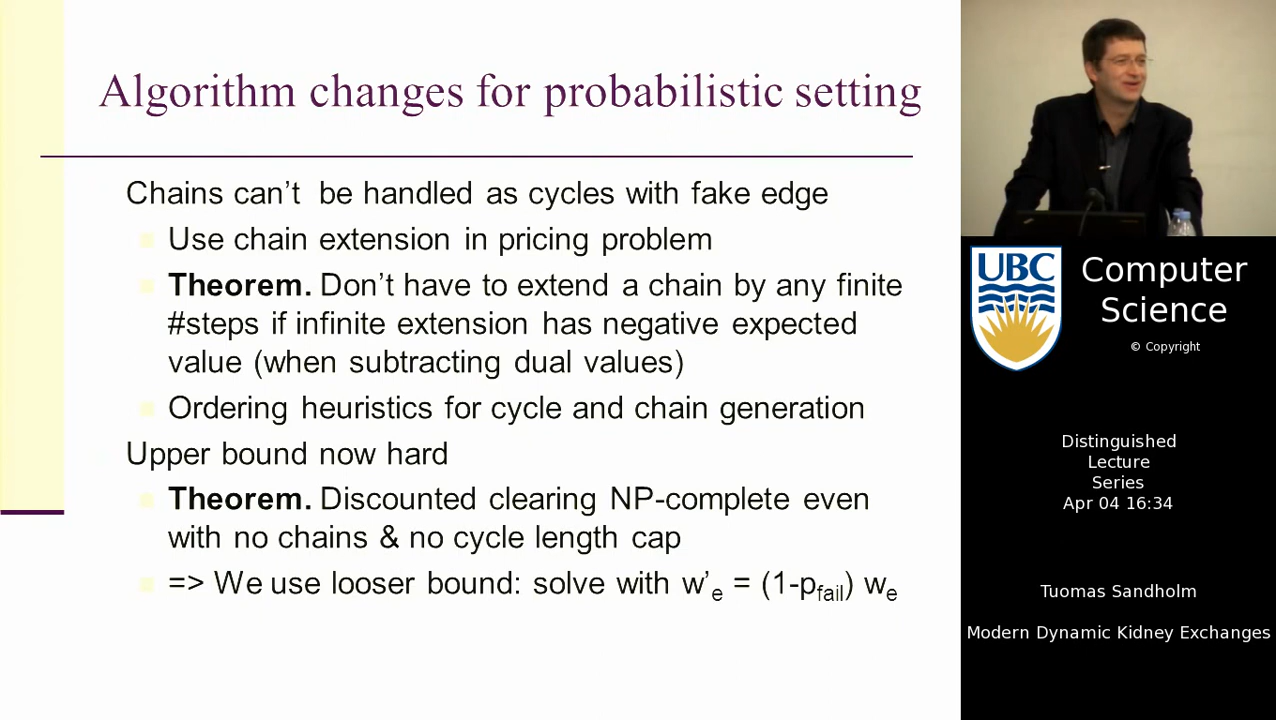 Algorithm changes for probabilistic setting
Chains can't be handled as cycles with fake edge
Use chain extension in pricing problem
Theorem. Don't have to extend a chain by any finite
#steps if infinite extension has negative expected
value (when subtracting dual values)
Ordering heuristics for cycle and chain generation
Upper bound now hard
Theorem. Discounted clearing NP-complete even
with no chains & no cycle length cap
=> We use looser bound: solve with w'e = (1-pfail) we
UBC
Computer
Science
© Copyright
Distinguished
Lecture
Series
Apr 04 16:34
Tuomas Sandholm
Modern Dynamic Kidney Exchanges